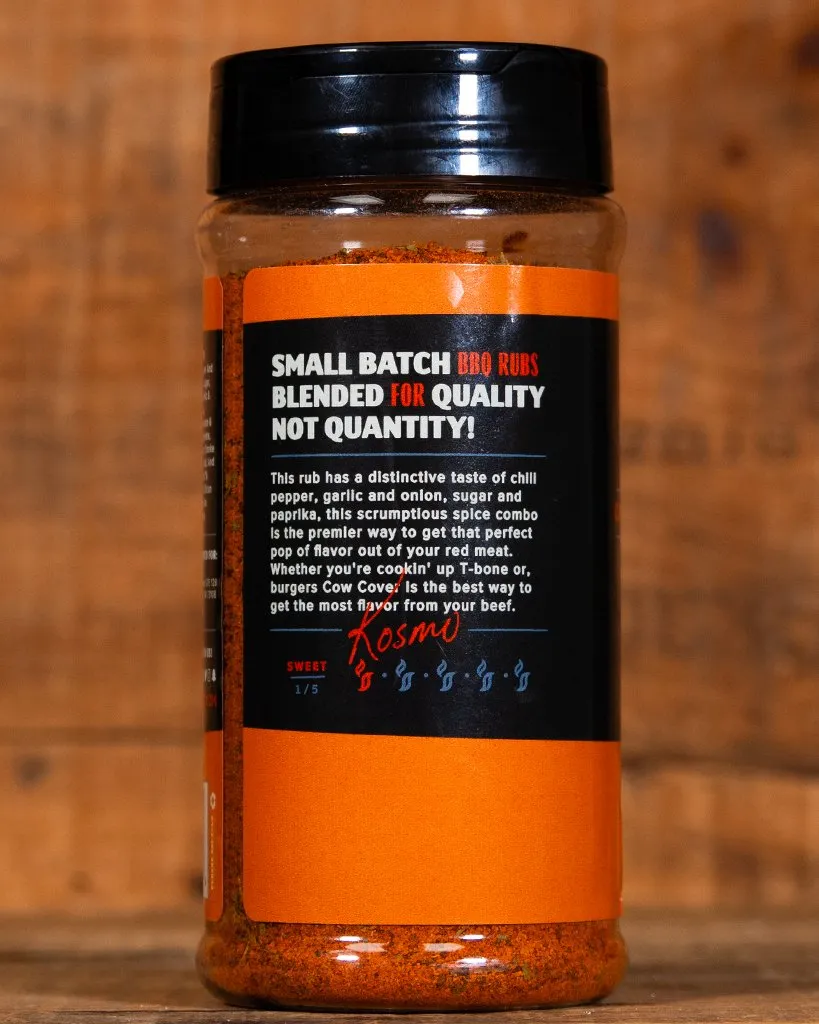 SMALL BATCH BBQ RUBS
BLENDED FOR QUALITY
NOT QUANTITY!
This rub has a distinctive taste of chili
pepper, garlic and onion, sugar and
paprika, this scrumptious spice combo
is the premier way to get that perfect
pop of flavor out of your red meat.
Whether you're cookin' up T-bone or,
burgers Cow Cover is the best way to
get the most flavor from your beef.
Kosmo
SWEET
1/5